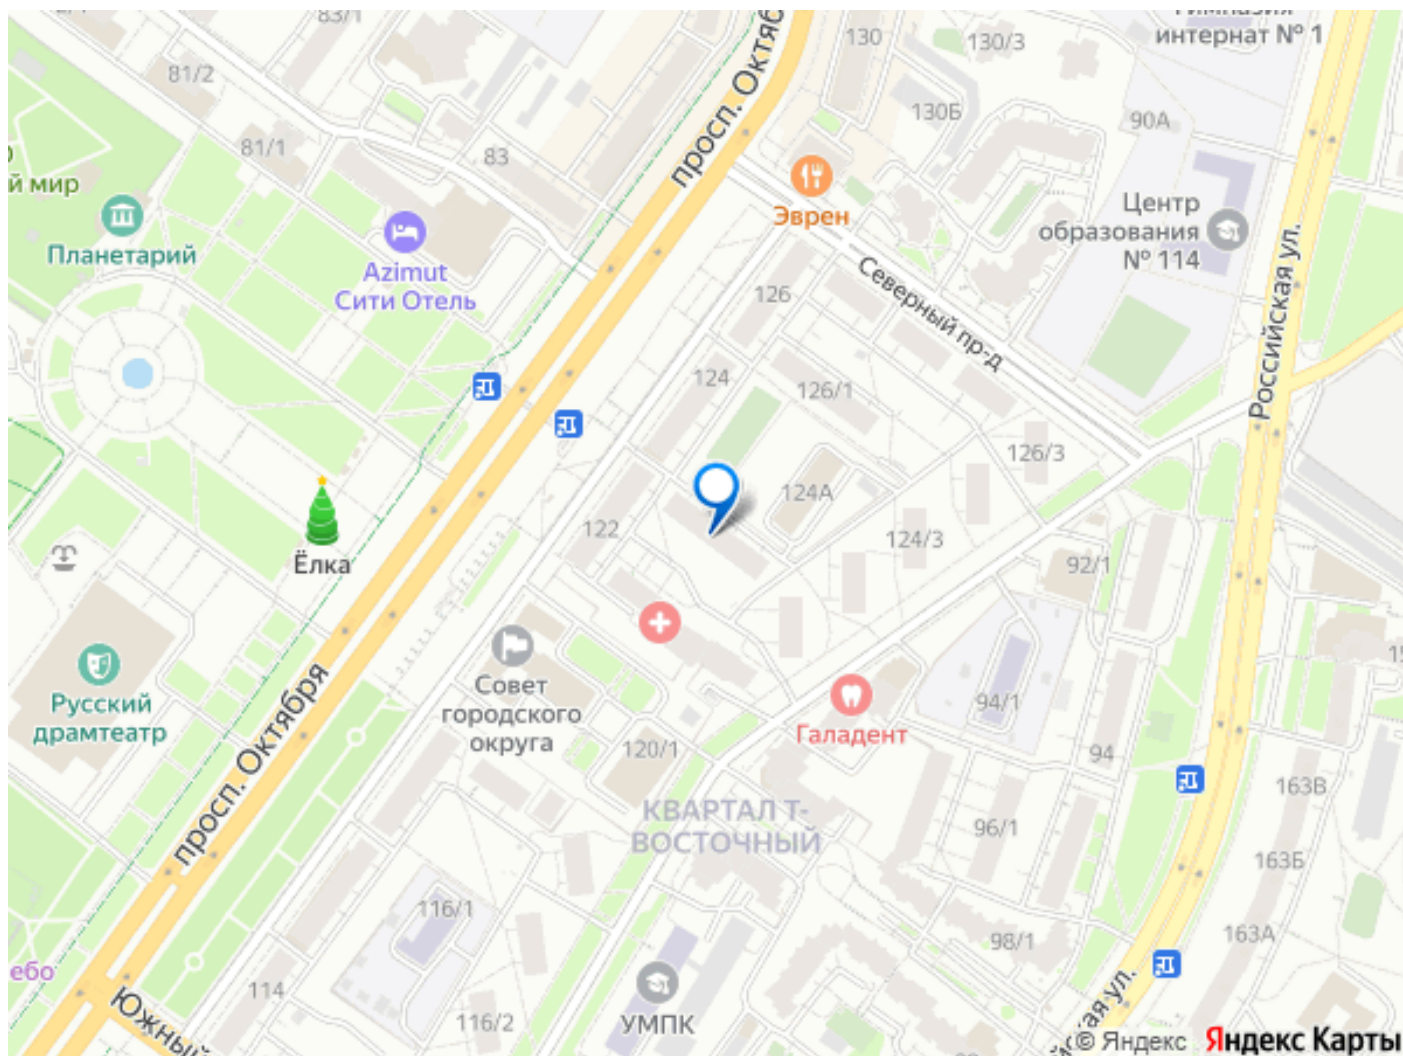 81/2
83/1
130
130/3
Гимназия-
интернат № 1
просп. Октяб
130Б
90А
81/1
83
й мир
Планетарий
Azimut
Сити Отель
Эврен
Центр
образования
№ 114
Северный пр-д
Российская ул.
126
124
126/1
126/3
124А
124/3
122
92/1
Ёлка
Русский
драмтеатр
просп. Октября
Совет
городского
округа
120/1
Галадент
94/1
94
КВАРТАЛ Т-
ВОСТОЧНЫЙ
96/1
163В
163Б
163А
98/1
116/1
114
116/2
ебо
Южный
УМПК
ская ул.
© Яндекс Яндекс Карты